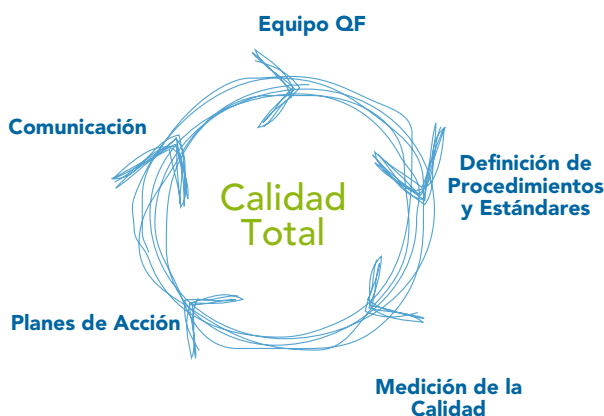 Equipo QF
Comunicación
Definición de
Procedimientos
y Estándares
Calidad
Total
Planes de Acción
Medición de la
Calidad